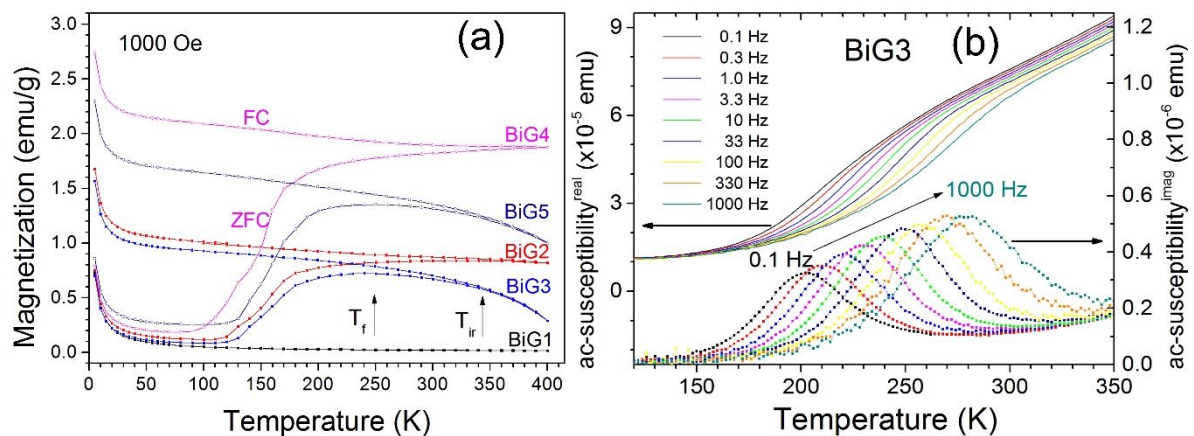 (a)
1000 Oe
Magnetization (emu/g)
3.0
2.5
2.0
1.5
1.0
0.5
0.0
FC
ZFC
BiG4
BiG5
BiG2
BiG3
BiG1
T_f
T_ir
0 50 100 150 200 250 300 350 400
Temperature (K)
(b)
BiG3
ac-susceptibility^real (x10^-5 emu)
9
6
3
0
0.1 Hz
0.3 Hz
1.0 Hz
3.3 Hz
10 Hz
33 Hz
100 Hz
330 Hz
1000 Hz
1000 Hz
0.1 Hz
1.2
1.0
0.8
0.6
0.4
0.2
0.0
ac-susceptibility^imag (x10^-6 emu)
150 200 250 300 350
Temperature (K)